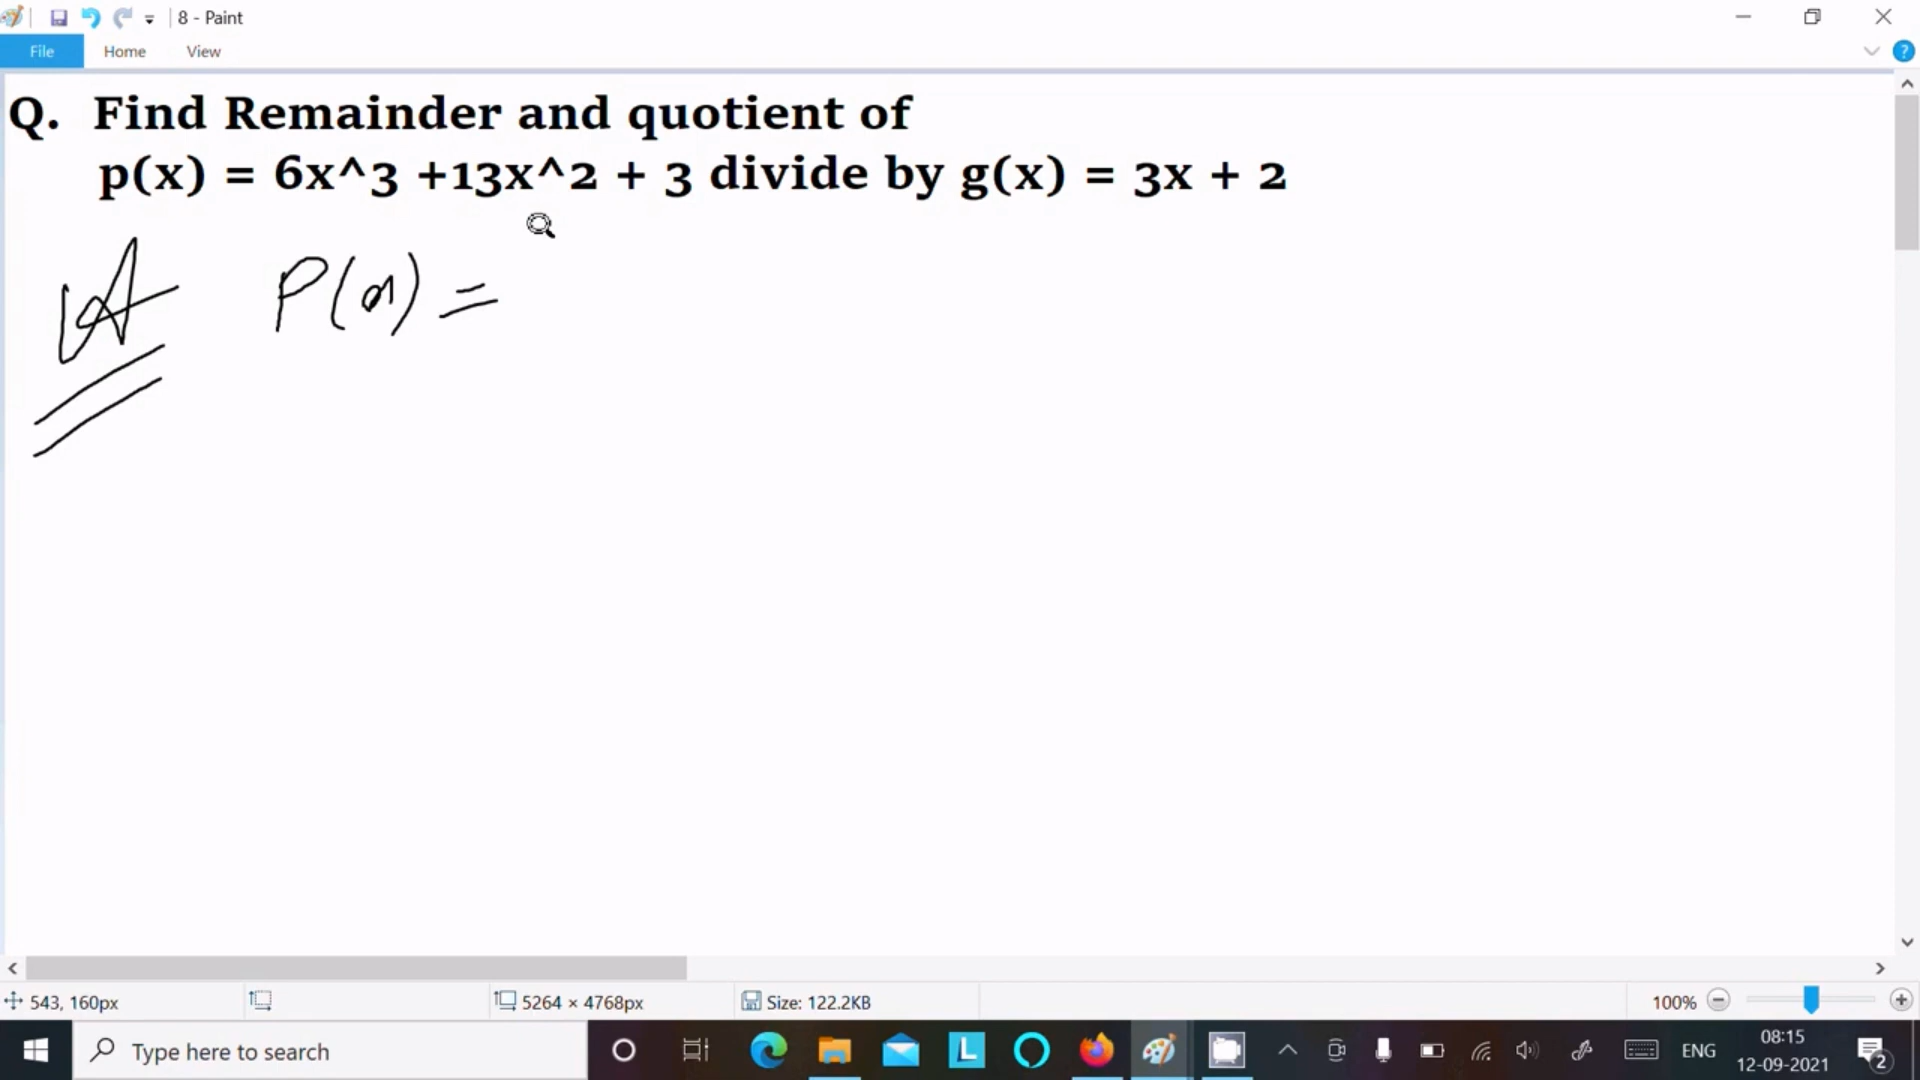 8 - Paint
File Home View
Q. Find Remainder and quotient of
p(x) = 6x^3 +13x^2 + 3 divide by g(x) = 3x + 2
P(x) =
543, 160px 5264 × 4768px Size: 122.2KB 100%
Type here to search
L
ENG
08:15
12-09-2021
2